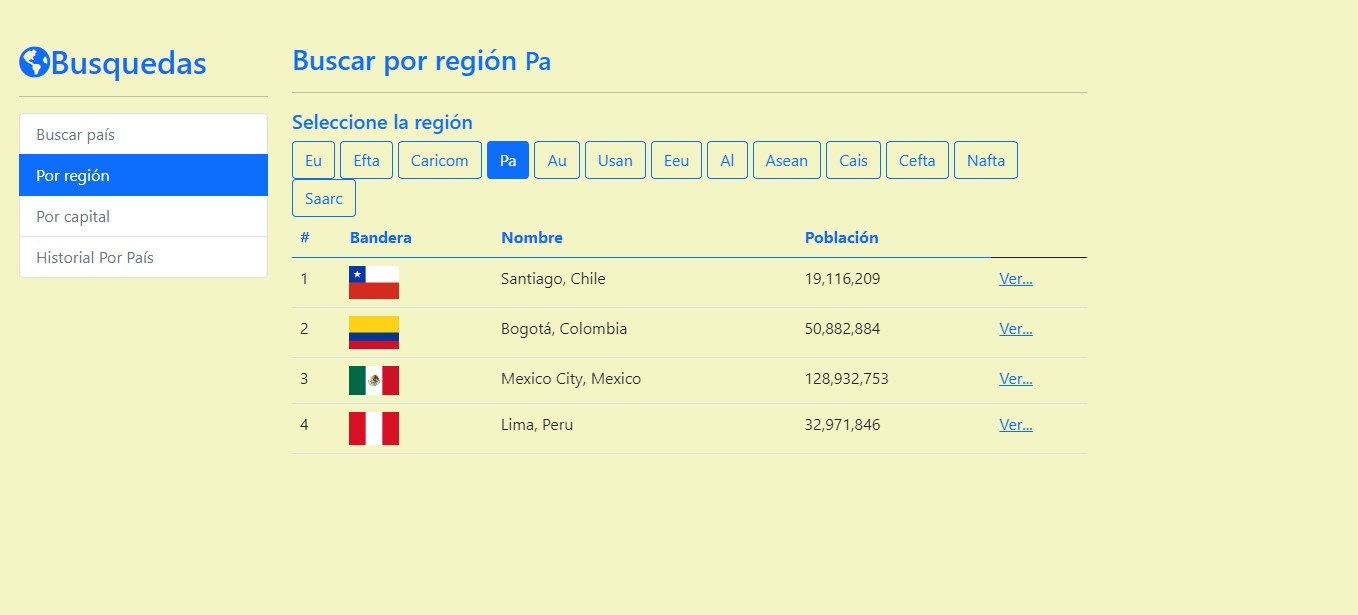 Busquedas
Buscar país
Por región
Por capital
Historial Por País
Buscar por región Pa
Seleccione la región
Eu Efta Caricom Pa Au Usan Eeu Al Asean Cais Cefta Nafta
Saarc
# Bandera Nombre Población
1 Santiago, Chile 19,116,209 Ver...
2 Bogotá, Colombia 50,882,884 Ver...
3 Mexico City, Mexico 128,932,753 Ver...
4 Lima, Peru 32,971,846 Ver...